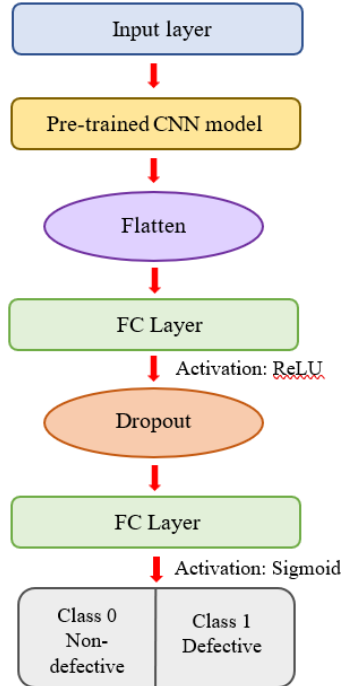 Input layer
Pre-trained CNN model
Flatten
FC Layer
Activation: ReLU
Dropout
FC Layer
Activation: Sigmoid
Class 0
Non-
defective
Class 1
Defective